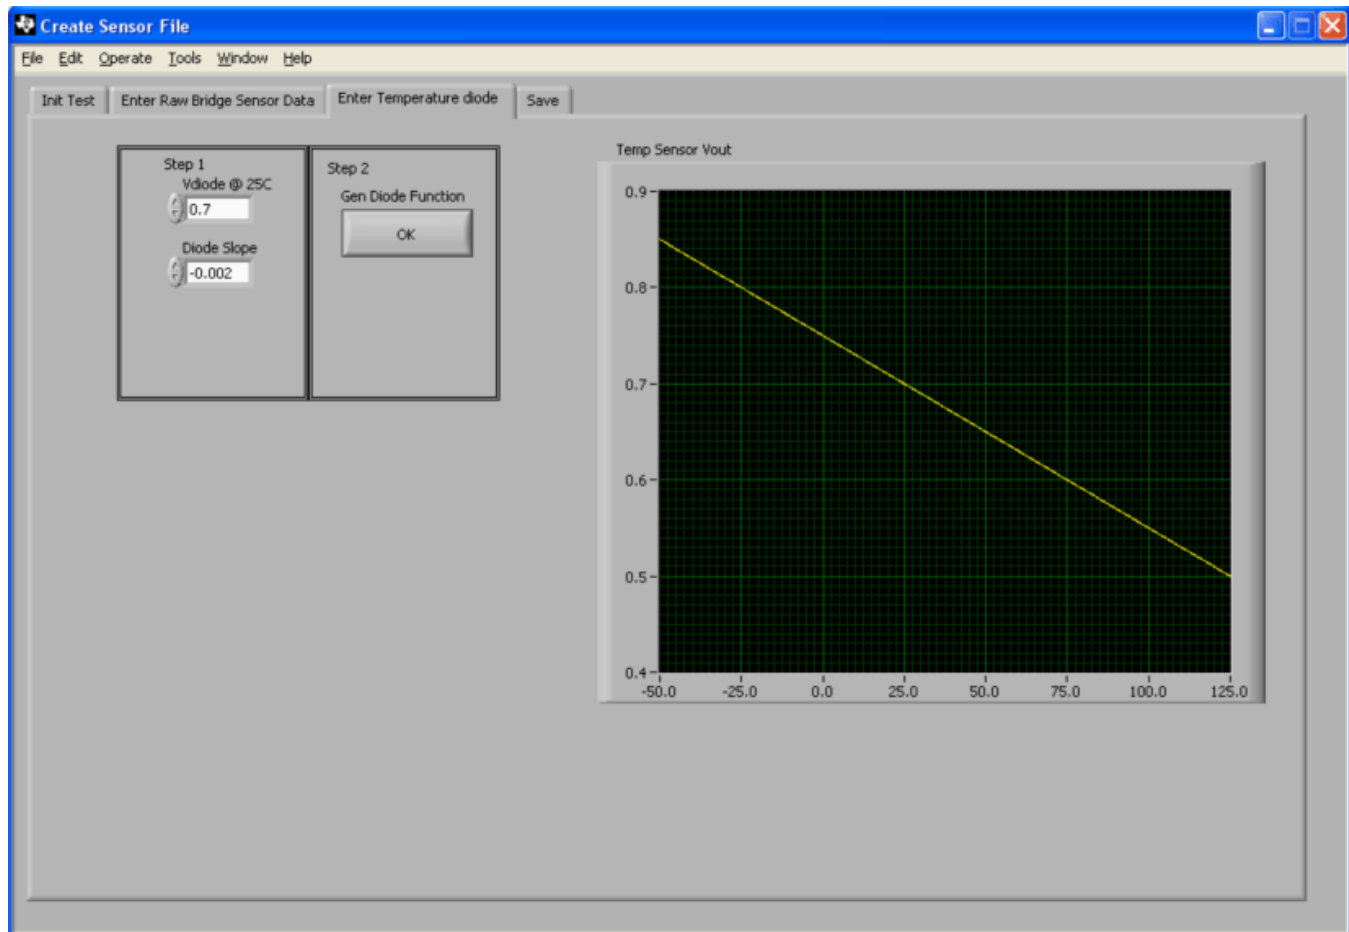 Create Sensor File
File Edit Operate Tools Window Help
Init Test Enter Raw Bridge Sensor Data Enter Temperature diode Save
Step 1
Vdiode @ 25C
0.7
Diode Slope
-0.002
Step 2
Gen Diode Function
OK
Temp Sensor Vout
0.9
0.8
0.7
0.6
0.5
0.4
-50.0 -25.0 0.0 25.0 50.0 75.0 100.0 125.0